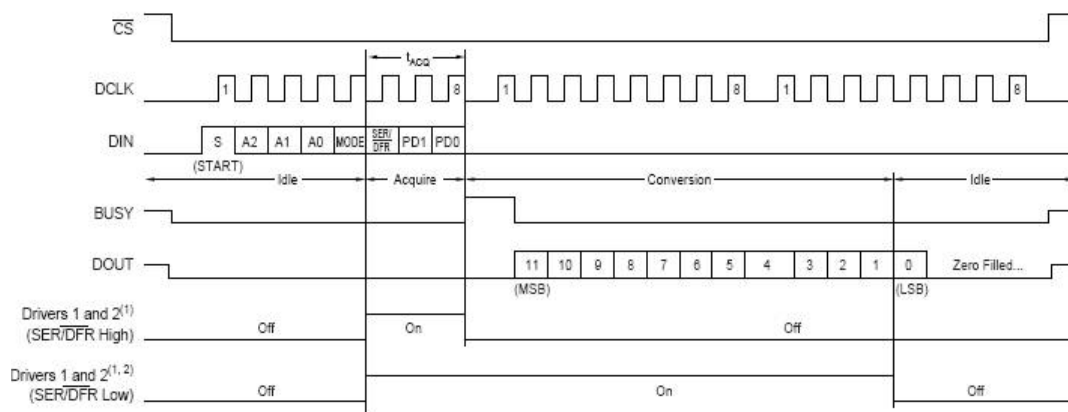 CS
tACQ
DCLK 1 8 1 8 1 8
DIN S A2 A1 A0 MODE SER/DFR PD1 PD0
(START)
Idle Acquire Conversion Idle
BUSY
DOUT 11 10 9 8 7 6 5 4 3 2 1 0 Zero Filled...
(MSB) (LSB)
Drivers 1 and 2(1)
(SER/DFR High) Off On Off
Drivers 1 and 2(1, 2)
(SER/DFR Low) Off On Off